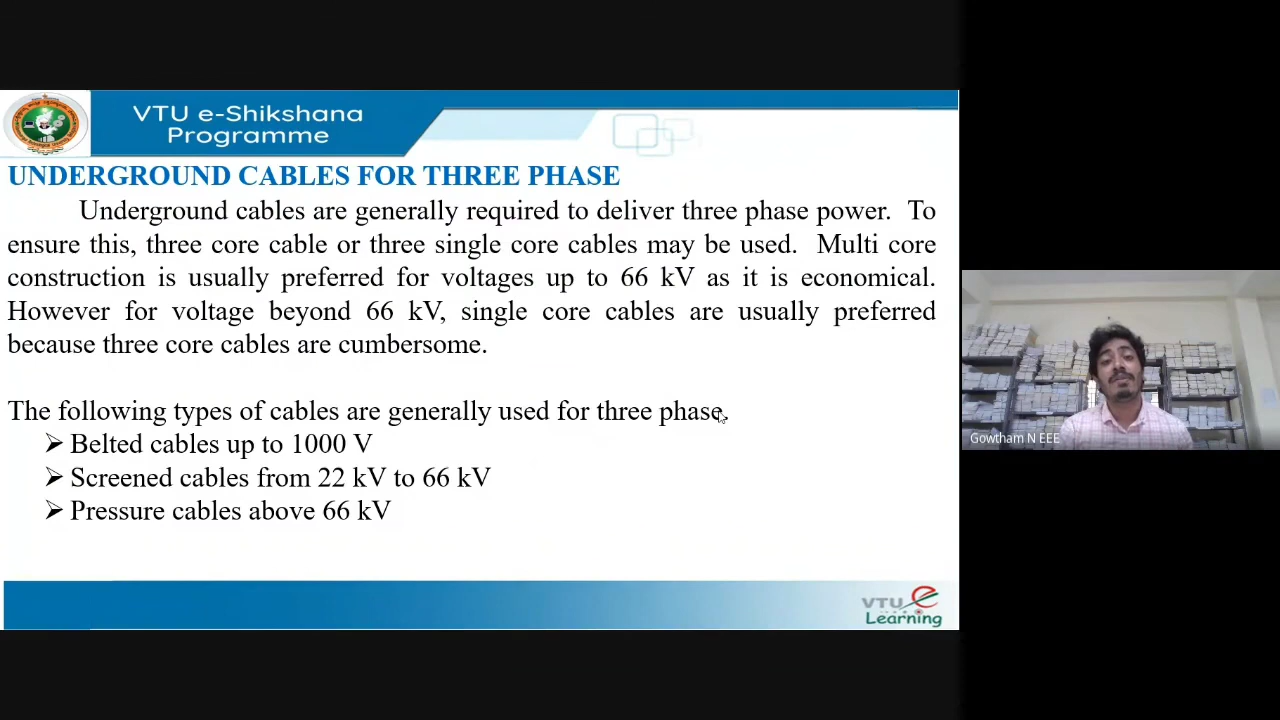 VTU e-Shikshana
Programme
UNDERGROUND CABLES FOR THREE PHASE
Underground cables are generally required to deliver three phase power. To
ensure this, three core cable or three single core cables may be used. Multi core
construction is usually preferred for voltages up to 66 kV as it is economical.
However for voltage beyond 66 kV, single core cables are usually preferred
because three core cables are cumbersome.
The following types of cables are generally used for three phase,
➢ Belted cables up to 1000 V
➢ Screened cables from 22 kV to 66 kV
➢ Pressure cables above 66 kV
Gowtham N EEE
VTU e
Learning